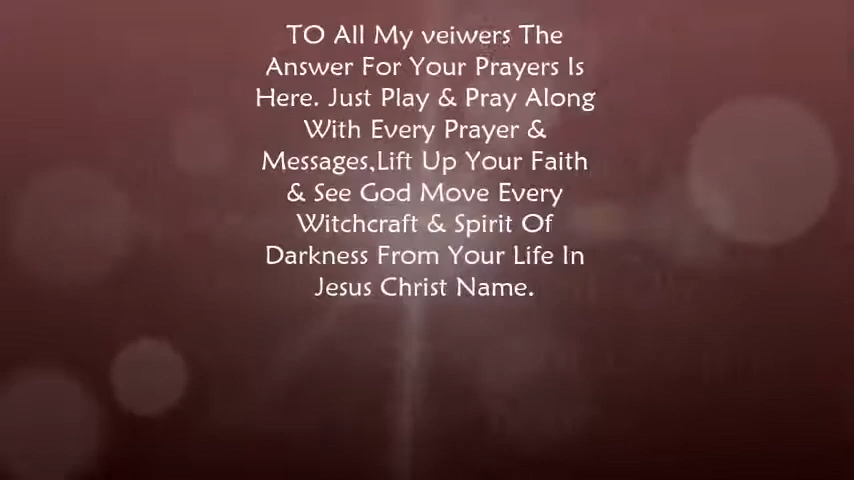 TO All My veiwers The
Answer For Your Prayers Is
Here. Just Play & Pray Along
With Every Prayer &
Messages,Lift Up Your Faith
& See God Move Every
Witchcraft & Spirit Of
Darkness From Your Life In
Jesus Christ Name.